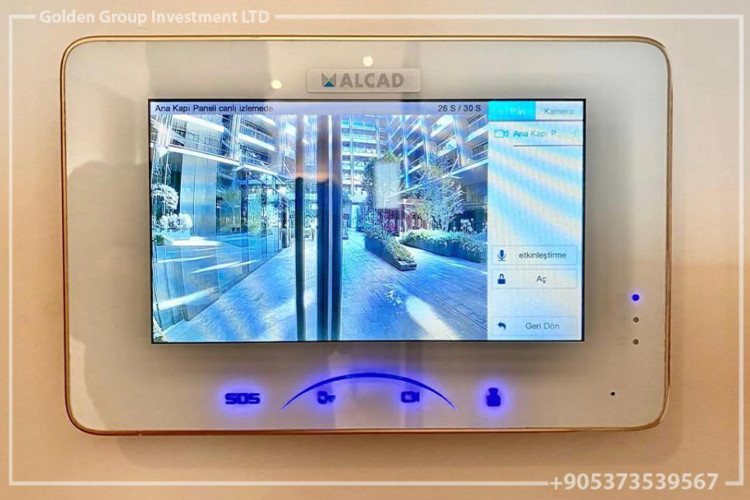 Golden Group Investment LTD
ALCAD
Ana Kapı Paneli canlı izlemede
26 S / 30 S
Kamera
Ana Kapı P
etkinleştirme
Aç
Geri Dön
SOS
+905373539567